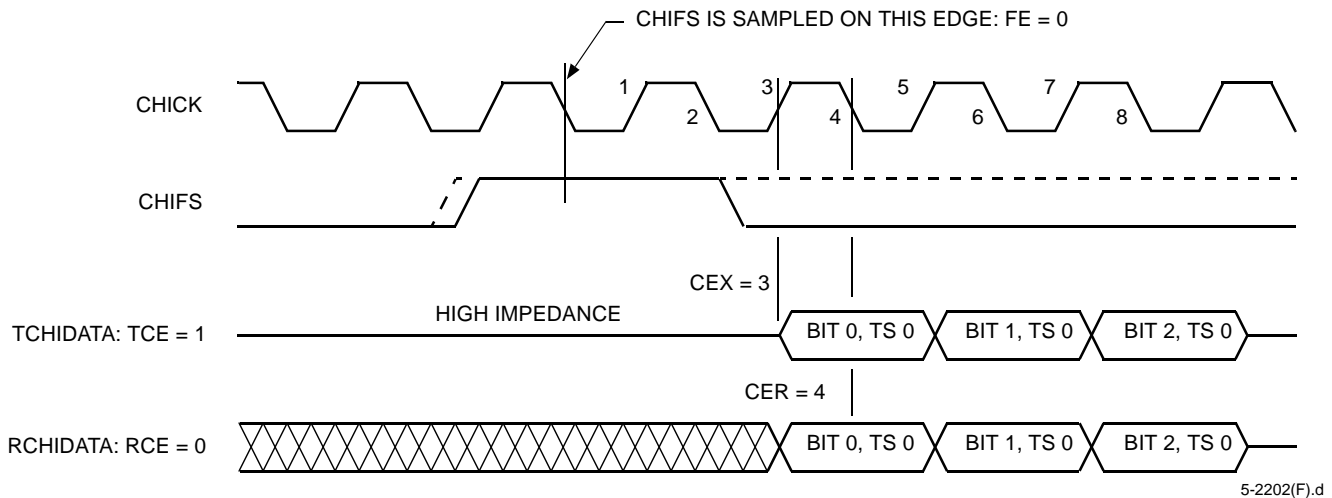 CHIFS IS SAMPLED ON THIS EDGE: FE = 0
CHICK
1
2
3
4
5
6
7
8
CHIFS
CEX = 3
HIGH IMPEDANCE
TCHIDATA: TCE = 1
BIT 0, TS 0
BIT 1, TS 0
BIT 2, TS 0
CER = 4
RCHIDATA: RCE = 0
BIT 0, TS 0
BIT 1, TS 0
BIT 2, TS 0
5-2202(F).d